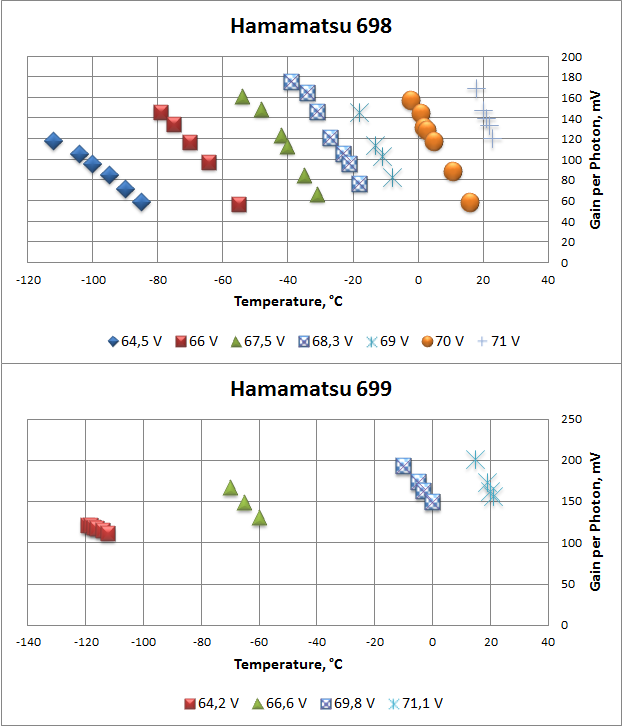 Hamamatsu 698
200
180
160
140
120
100
80
60
40
20
0
Gain per Photon, mV
-120 -100 -80 -60 -40 -20 0 20 40
Temperature, °C
64,5 V 66 V 67,5 V 68,3 V 69 V 70 V 71 V
Hamamatsu 699
250
200
150
100
50
0
Gain per Photon, mV
-140 -120 -100 -80 -60 -40 -20 0 20 40
Temperature, °C
64,2 V 66,6 V 69,8 V 71,1 V